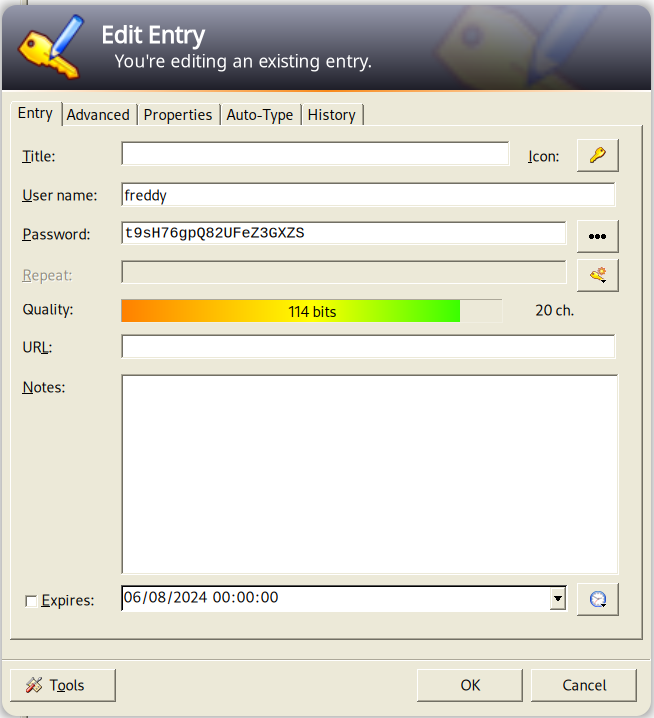 Edit Entry
You're editing an existing entry.
Entry Advanced Properties Auto-Type History
Title: Icon:
User name: freddy
Password: t9sH76gpQ82UFeZ3GXZS
Repeat:
Quality: 114 bits 20 ch.
URL:
Notes:
Expires: 06/08/2024 00:00:00
Tools OK Cancel